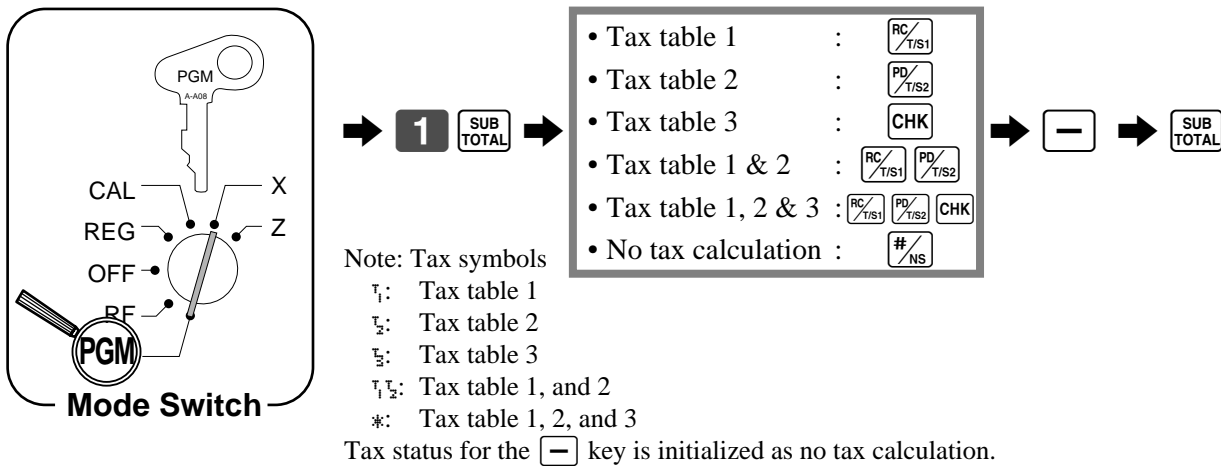 PGM
A-A08
CAL
X
REG
Z
OFF
RF
PGM
Mode Switch
1 SUB TOTAL
• Tax table 1 : RC/T/S1
• Tax table 2 : PD/T/S2
• Tax table 3 : CHK
• Tax table 1 & 2 : RC/T/S1 PD/T/S2
• Tax table 1, 2 & 3 : RC/T/S1 PD/T/S2 CHK
• No tax calculation : #/NS
− SUB TOTAL
Note: Tax symbols
T1: Tax table 1
T2: Tax table 2
T3: Tax table 3
T1T2: Tax table 1, and 2
*: Tax table 1, 2, and 3
Tax status for the − key is initialized as no tax calculation.